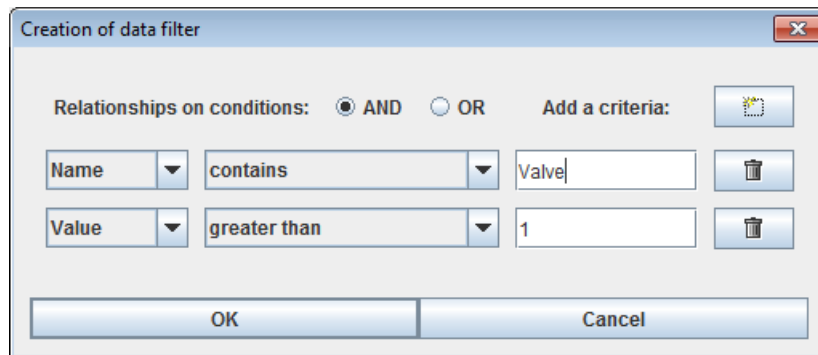 Creation of data filter
Relationships on conditions: AND OR Add a criteria:
Name contains Valve
Value greater than 1
OK Cancel